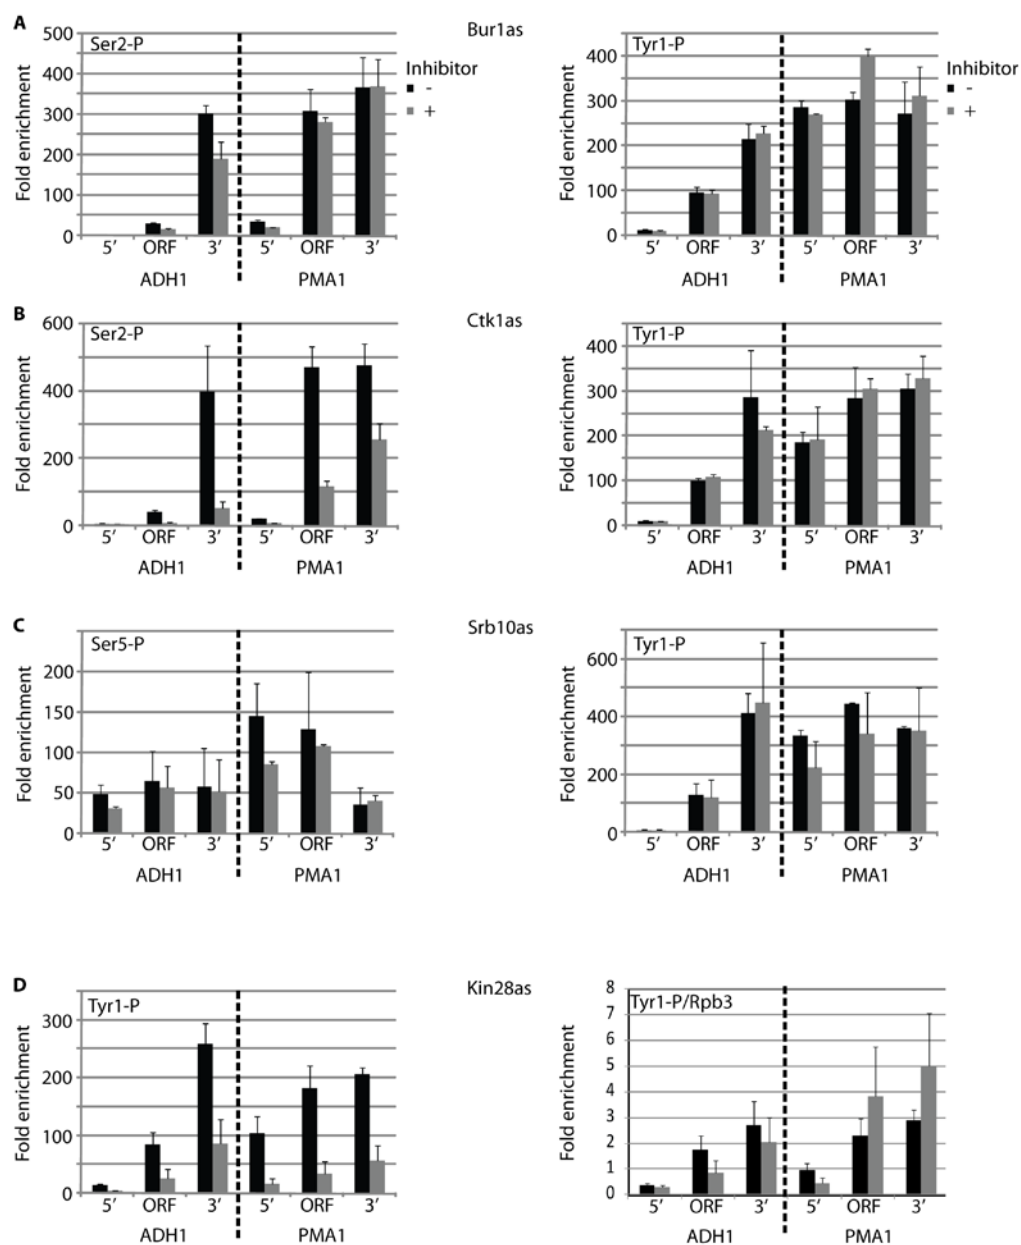 A
Bur1as
500
400
300
200
100
0
Fold enrichment
Ser2-P
Inhibitor
-
+
5′ ORF 3′ 5′ ORF 3′
ADH1 PMA1
400
300
200
100
0
Fold enrichment
Tyr1-P
Inhibitor
-
+
5′ ORF 3′ 5′ ORF 3′
ADH1 PMA1
B
Ctk1as
600
400
200
0
Fold enrichment
Ser2-P
5′ ORF 3′ 5′ ORF 3′
ADH1 PMA1
400
300
200
100
0
Fold enrichment
Tyr1-P
5′ ORF 3′ 5′ ORF 3′
ADH1 PMA1
C
Srb10as
200
150
100
50
0
Fold enrichment
Ser5-P
5′ ORF 3′ 5′ ORF 3′
ADH1 PMA1
600
400
200
0
Fold enrichment
Tyr1-P
5′ ORF 3′ 5′ ORF 3′
ADH1 PMA1
D
Kin28as
300
200
100
0
Fold enrichment
Tyr1-P
5′ ORF 3′ 5′ ORF 3′
ADH1 PMA1
8
7
6
5
4
3
2
1
0
Fold enrichment
Tyr1-P/Rpb3
5′ ORF 3′ 5′ ORF 3′
ADH1 PMA1